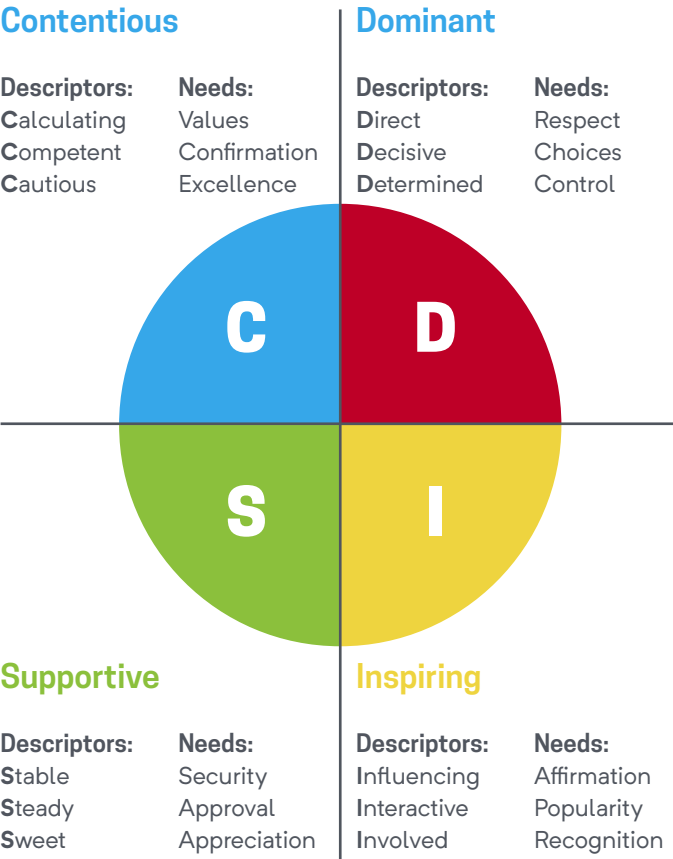 Contentious
Descriptors: Needs:
Calculating Values
Competent Confirmation
Cautious Excellence
Dominant
Descriptors: Needs:
Direct Respect
Decisive Choices
Determined Control
C
D
S
I
Supportive
Descriptors: Needs:
Stable Security
Steady Approval
Sweet Appreciation
Inspiring
Descriptors: Needs:
Influencing Affirmation
Interactive Popularity
Involved Recognition